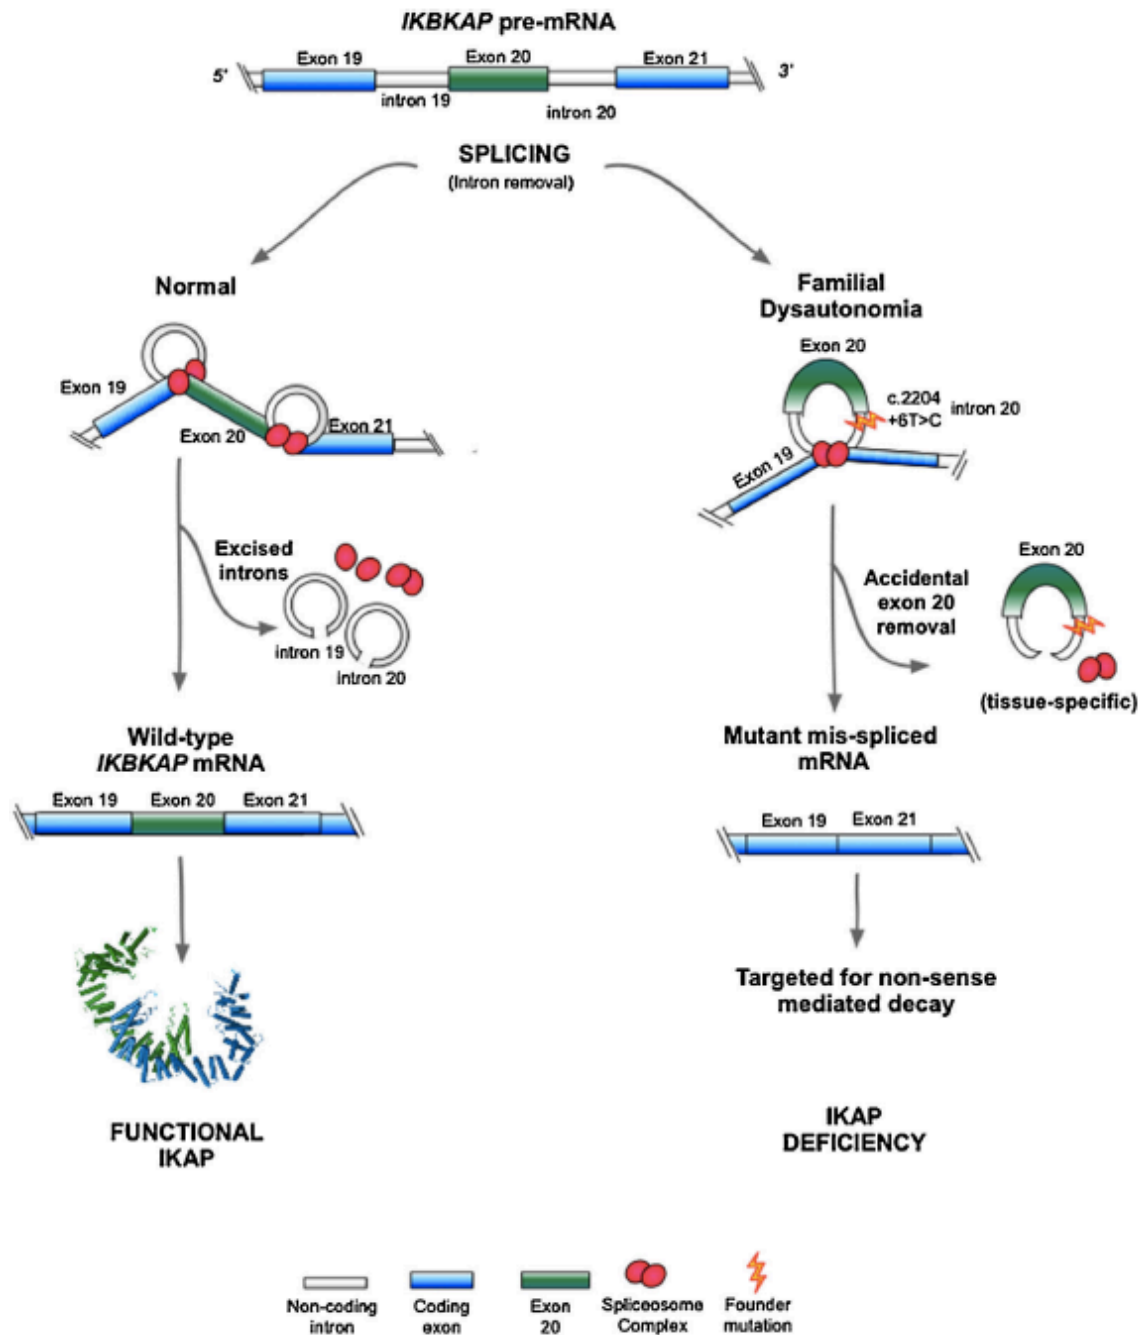 IKBKAP pre-mRNA
Exon 19
Exon 20
Exon 21
5'
3'
intron 19
intron 20
SPLICING
(Intron removal)
Normal
Familial
Dysautonomia
Exon 19
Exon 20
Exon 21
Exon 20
c.2204
+6T>C
intron 20
Exon 19
Excised
introns
intron 19
intron 20
Accidental
exon 20
removal
Exon 20
(tissue-specific)
Wild-type
IKBKAP mRNA
Exon 19
Exon 20
Exon 21
Mutant mis-spliced
mRNA
Exon 19
Exon 21
Targeted for non-sense
mediated decay
FUNCTIONAL
IKAP
IKAP
DEFICIENCY
Non-coding
intron
Coding
exon
Exon
20
Spliceosome
Complex
Founder
mutation